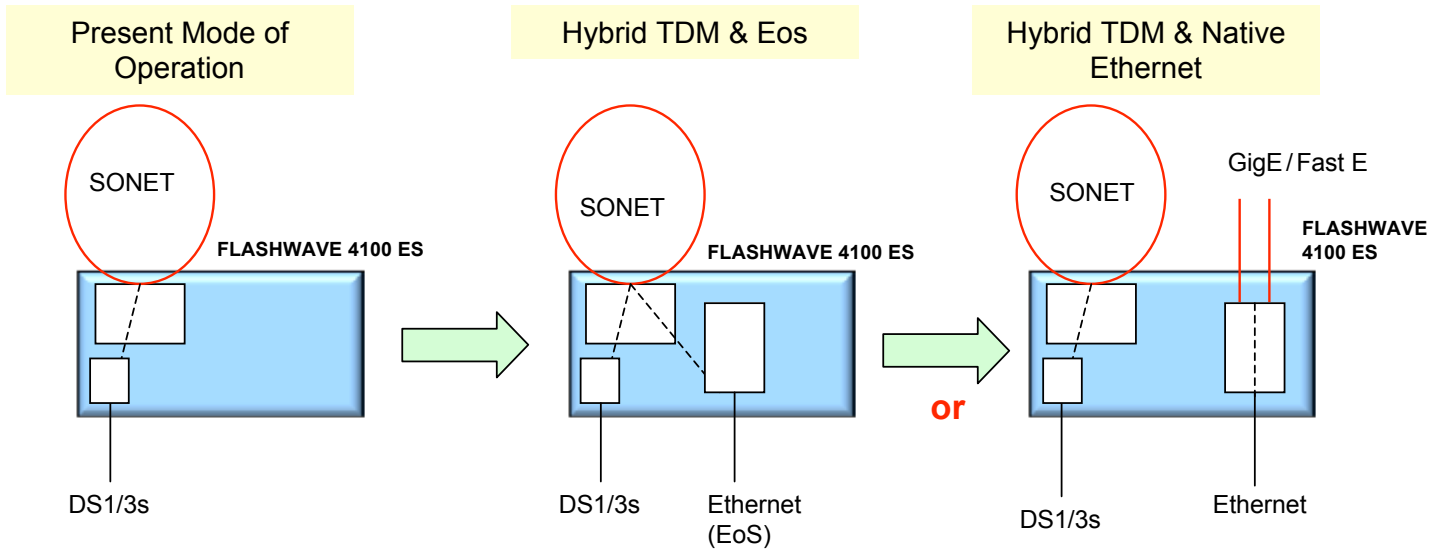 Present Mode of
Operation
SONET
FLASHWAVE 4100 ES
DS1/3s
Hybrid TDM & Eos
SONET
FLASHWAVE 4100 ES
DS1/3s
Ethernet
(EoS)
or
Hybrid TDM & Native
Ethernet
SONET
GigE/Fast E
FLASHWAVE
4100 ES
DS1/3s
Ethernet